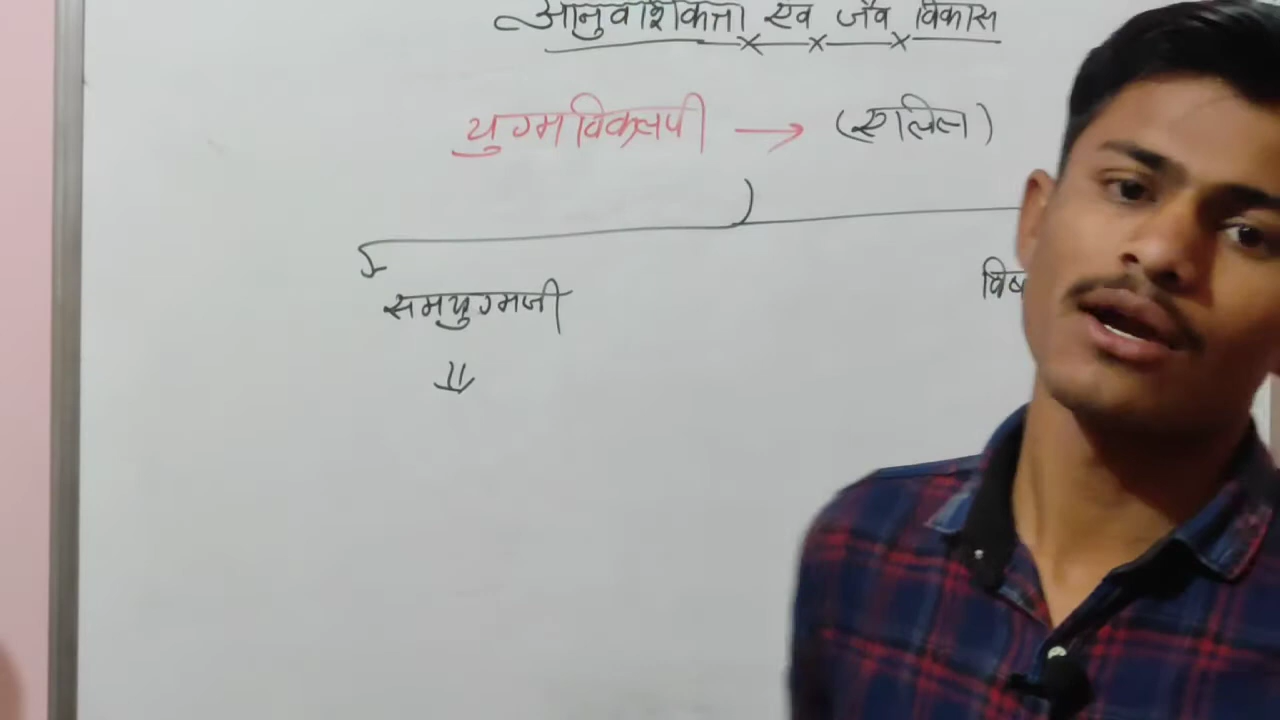 आनुवांशिकता एवं जैव विकास
युग्मविकल्पी → (एलिल)
समयुग्मजी विष